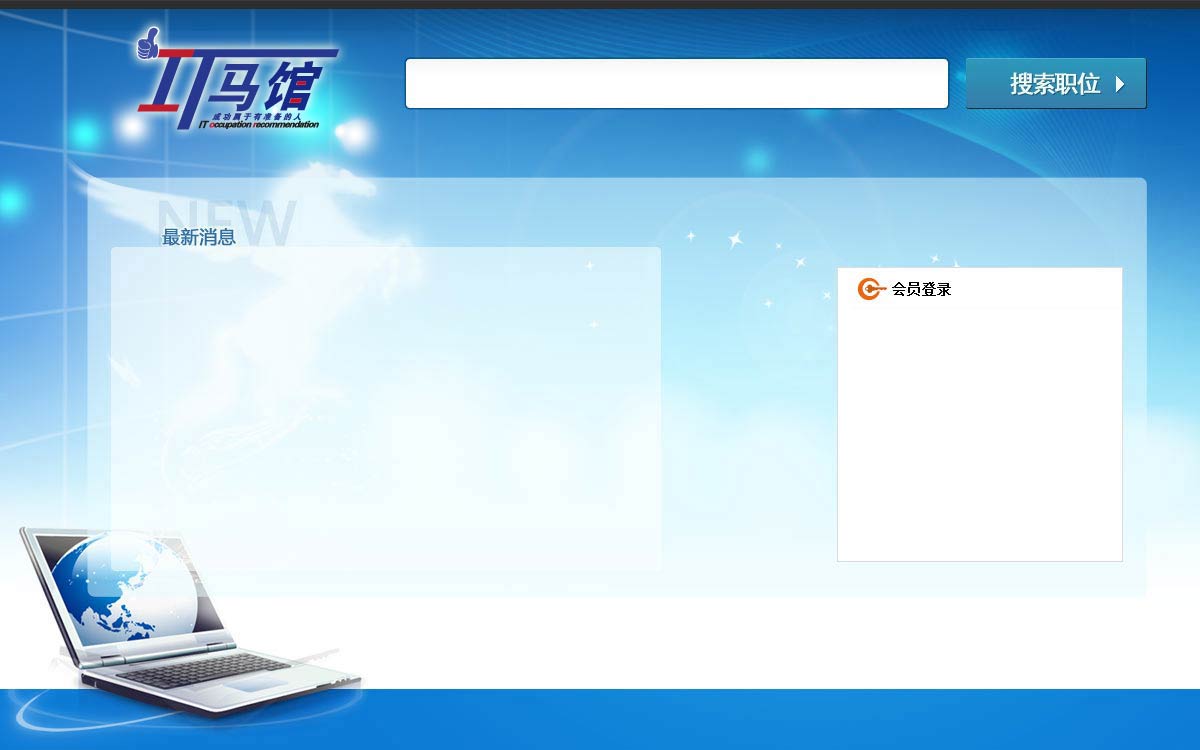 IT马馆
成功属于有准备的人
IT occupation recommendation
搜索职位
NEW
最新消息
会员登录